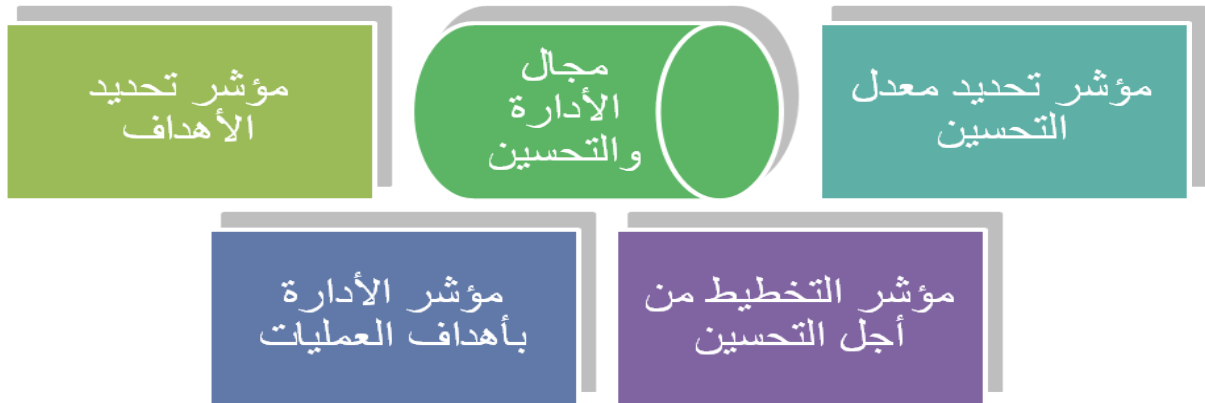 مؤشر تحديد معدل
التحسين
مجال
الأدارة
والتحسين
مؤشر تحديد
الأهداف
مؤشر التخطيط من
أجل التحسين
مؤشر الأدارة
بأهداف العمليات